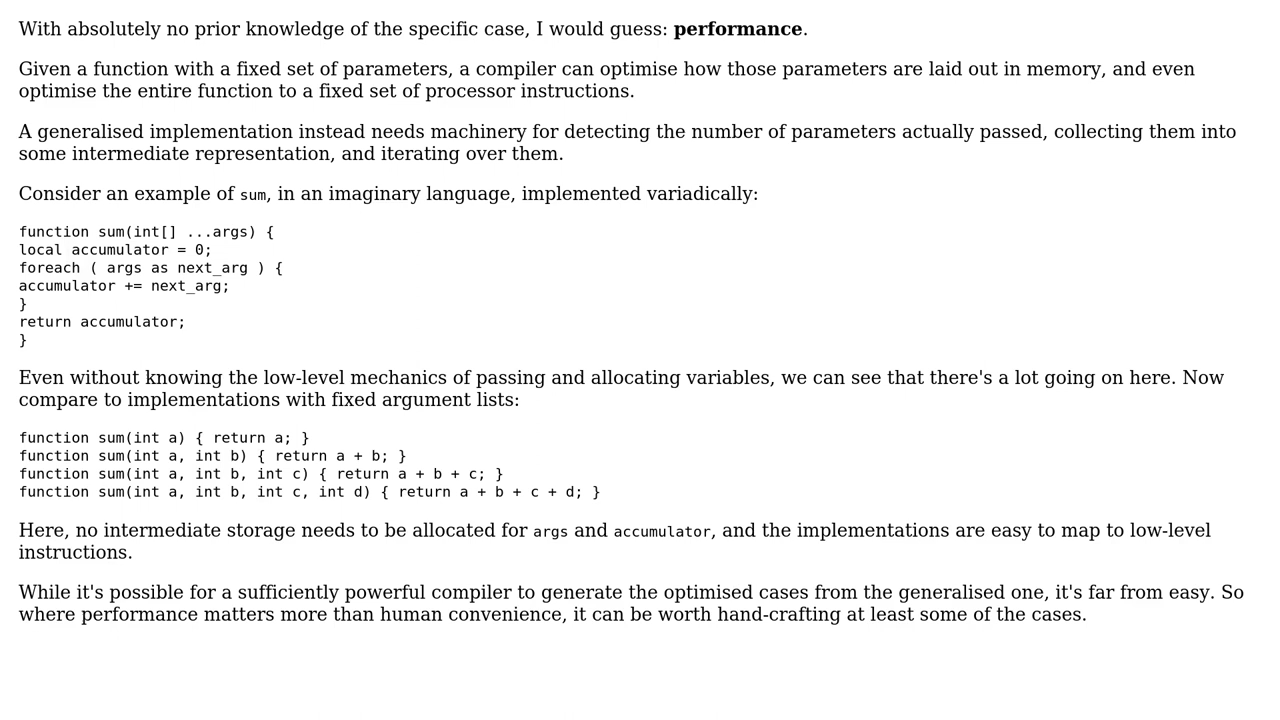 With absolutely no prior knowledge of the specific case, I would guess: performance.
Given a function with a fixed set of parameters, a compiler can optimise how those parameters are laid out in memory, and even
optimise the entire function to a fixed set of processor instructions.
A generalised implementation instead needs machinery for detecting the number of parameters actually passed, collecting them into
some intermediate representation, and iterating over them.
Consider an example of sum, in an imaginary language, implemented variadically:
function sum(int[] ...args) {
local accumulator = 0;
foreach ( args as next_arg ) {
accumulator += next_arg;
}
return accumulator;
}
Even without knowing the low-level mechanics of passing and allocating variables, we can see that there's a lot going on here. Now
compare to implementations with fixed argument lists:
function sum(int a) { return a; }
function sum(int a, int b) { return a + b; }
function sum(int a, int b, int c) { return a + b + c; }
function sum(int a, int b, int c, int d) { return a + b + c + d; }
Here, no intermediate storage needs to be allocated for args and accumulator, and the implementations are easy to map to low-level
instructions.
While it's possible for a sufficiently powerful compiler to generate the optimised cases from the generalised one, it's far from easy. So
where performance matters more than human convenience, it can be worth hand-crafting at least some of the cases.